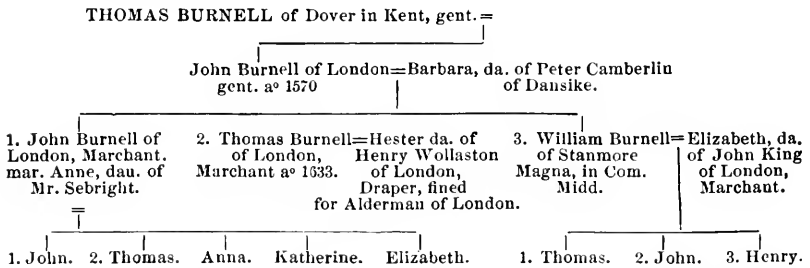 THOMAS BURNELL of Dover in Kent, gent. =
John Burnell of London=Barbara, da. of Peter Camberlin
gent. aº 1570
of Dansike.
1. John Burnell of
London, Marchant.
mar. Anne, dau. of
Mr. Sebright.
=
2. Thomas Burnell=Hester da. of
of London,
Marchant aº 1633.
Henry Wollaston
of London,
Draper, fined
for Alderman of London.
3. William Burnell=Elizabeth, da.
of Stanmore
Magna, in Com.
Midd.
of John King
of London,
Marchant.
1. John. 2. Thomas. Anna. Katherine. Elizabeth.
1. Thomas. 2. John. 3. Henry.